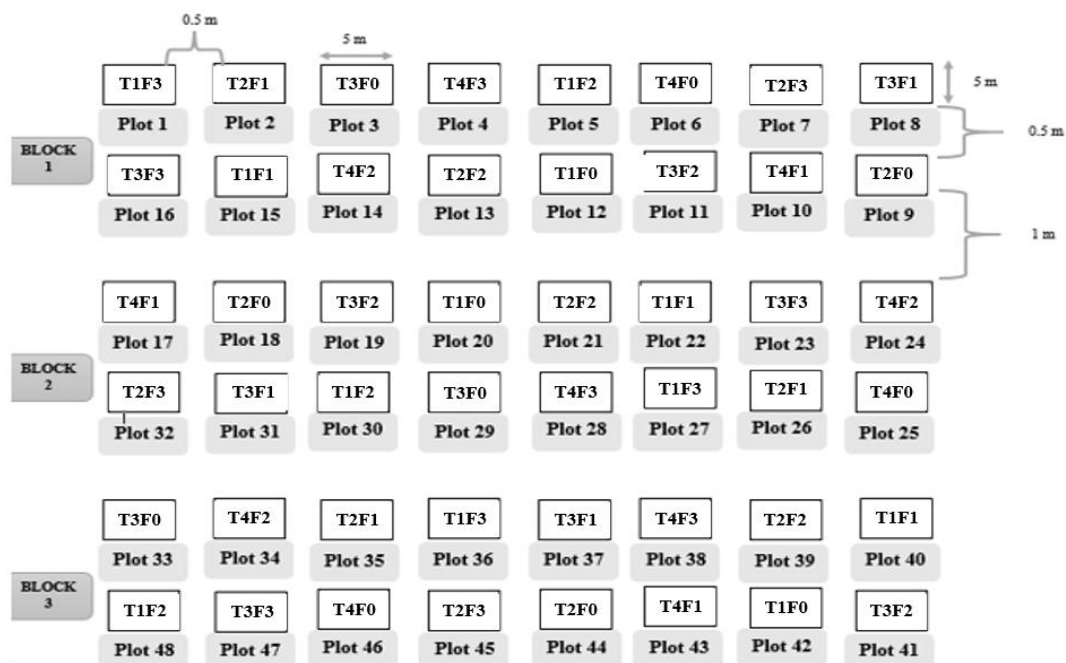 0.5 m
5 m
T1F3 T2F1 T3F0 T4F3 T1F2 T4F0 T2F3 T3F1
5 m
Plot 1 Plot 2 Plot 3 Plot 4 Plot 5 Plot 6 Plot 7 Plot 8
0.5 m
BLOCK
1
T3F3 T1F1 T4F2 T2F2 T1F0 T3F2 T4F1 T2F0
Plot 16 Plot 15 Plot 14 Plot 13 Plot 12 Plot 11 Plot 10 Plot 9
1 m
T4F1 T2F0 T3F2 T1F0 T2F2 T1F1 T3F3 T4F2
Plot 17 Plot 18 Plot 19 Plot 20 Plot 21 Plot 22 Plot 23 Plot 24
BLOCK
2
T2F3 T3F1 T1F2 T3F0 T4F3 T1F3 T2F1 T4F0
Plot 32 Plot 31 Plot 30 Plot 29 Plot 28 Plot 27 Plot 26 Plot 25
T3F0 T4F2 T2F1 T1F3 T3F1 T4F3 T2F2 T1F1
Plot 33 Plot 34 Plot 35 Plot 36 Plot 37 Plot 38 Plot 39 Plot 40
BLOCK
3
T1F2 T3F3 T4F0 T2F3 T2F0 T4F1 T1F0 T3F2
Plot 48 Plot 47 Plot 46 Plot 45 Plot 44 Plot 43 Plot 42 Plot 41